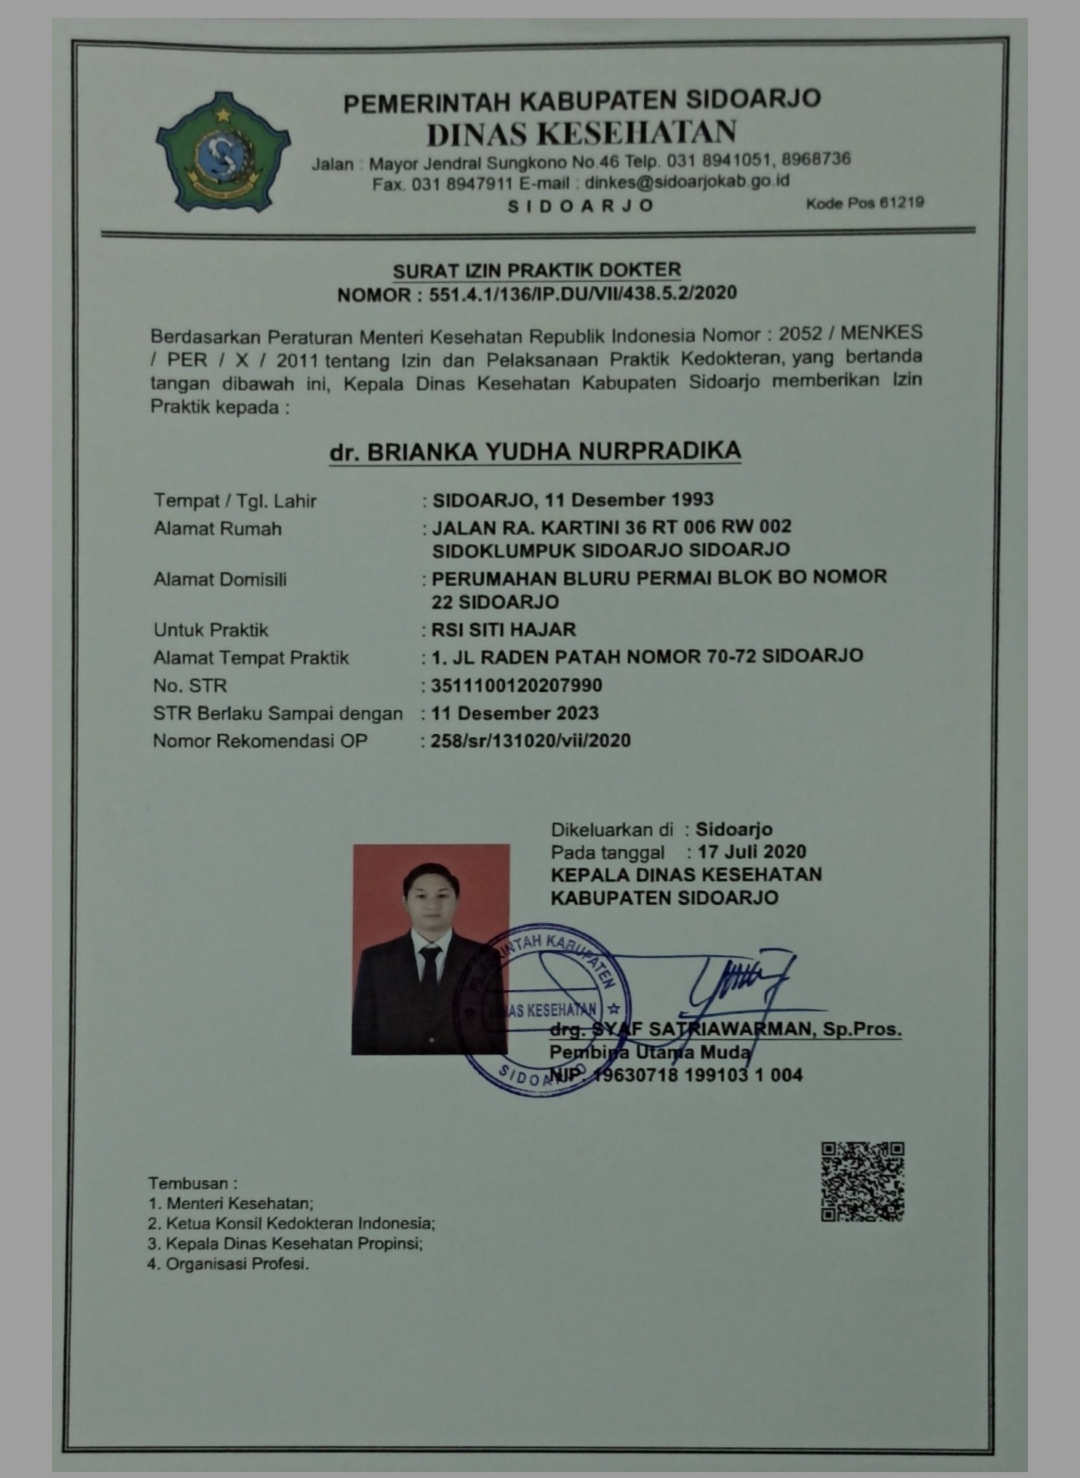 PEMERINTAH KABUPATEN SIDOARJO
DINAS KESEHATAN
Jalan : Mayor Jendral Sungkono No.46 Telp. 031 8941051, 8968736
Fax. 031 8947911 E-mail : dinkes@sidoarjokab.go.id
SIDOARJO
Kode Pos 61219
SURAT IZIN PRAKTIK DOKTER
NOMOR : 551.4.1/136/IP.DU/VII/438.5.2/2020
Berdasarkan Peraturan Menteri Kesehatan Republik Indonesia Nomor : 2052 / MENKES
/ PER / X / 2011 tentang Izin dan Pelaksanaan Praktik Kedokteran, yang bertanda
tangan dibawah ini, Kepala Dinas Kesehatan Kabupaten Sidoarjo memberikan Izin
Praktik kepada :
dr. BRIANKA YUDHA NURPRADIKA
Tempat / Tgl. Lahir : SIDOARJO, 11 Desember 1993
Alamat Rumah : JALAN RA. KARTINI 36 RT 006 RW 002
SIDOKLUMPUK SIDOARJO SIDOARJO
Alamat Domisili : PERUMAHAN BLURU PERMAI BLOK BO NOMOR
22 SIDOARJO
Untuk Praktik : RSI SITI HAJAR
Alamat Tempat Praktik : 1. JL RADEN PATAH NOMOR 70-72 SIDOARJO
No. STR : 3511100120207990
STR Berlaku Sampai dengan : 11 Desember 2023
Nomor Rekomendasi OP : 258/sr/131020/vii/2020
Dikeluarkan di : Sidoarjo
Pada tanggal : 17 Juli 2020
KEPALA DINAS KESEHATAN
KABUPATEN SIDOARJO
KABUPATEN
KESEHATAN
SIDOARJO
drg. SYAF SATRIAWARMAN, Sp.Pros.
Pembina Utama Muda
NIP. 19630718 199103 1 004
Tembusan :
1. Menteri Kesehatan;
2. Ketua Konsil Kedokteran Indonesia;
3. Kepala Dinas Kesehatan Propinsi;
4. Organisasi Profesi.